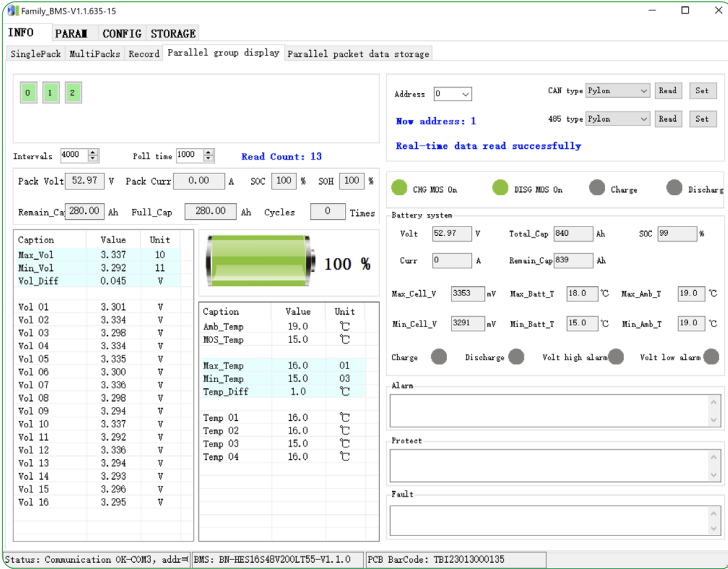 Family_BMS-V1.1.635-15
INFO PARAM CONFIG STORAGE
SinglePack MultiPacks Record Parallel group display Parallel packet data storage
0 1 2
Intervals 4000 Poll time 1000 Read Count: 13
Pack Volt 52.97 V Pack Curr 0.00 A SOC 100 % SOH 100 %
Remain_Ca 280.00 Ah Full_Cap 280.00 Ah Cycles 0 Times
Caption Value Unit
Max_Vol 3.337 10
Min_Vol 3.292 11
Vol_Diff 0.045 V
Vol 01 3.301 V
Vol 02 3.334 V
Vol 03 3.298 V
Vol 04 3.334 V
Vol 05 3.335 V
Vol 06 3.300 V
Vol 07 3.336 V
Vol 08 3.298 V
Vol 09 3.294 V
Vol 10 3.337 V
Vol 11 3.292 V
Vol 12 3.336 V
Vol 13 3.294 V
Vol 14 3.293 V
Vol 15 3.296 V
Vol 16 3.295 V
100 %
Caption Value Unit
Amb_Temp 19.0 ℃
MOS_Temp 15.0 ℃
Max_Temp 16.0 01
Min_Temp 15.0 03
Temp_Diff 1.0 ℃
Temp 01 16.0 ℃
Temp 02 16.0 ℃
Temp 03 15.0 ℃
Temp 04 16.0 ℃
Address 0 CAN type Pylon Read Set
Now address: 1 485 type Pylon Read Set
Real-time data read successfully
CHG MOS On DISG MOS On Charge Discharg
Battery system
Volt 52.97 V Total_Cap 840 Ah SOC 99 %
Curr 0 A Remain_Cap 839 Ah
Max_Cell_V 3353 mV Max_Batt_T 18.0 ℃ Max_Amb_T 19.0 ℃
Min_Cell_V 3291 mV Min_Batt_T 15.0 ℃ Min_Amb_T 19.0 ℃
Charge Discharge Volt high alarm Volt low alarm
Alarm
Protect
Fault
Status: Communication OK-COM3, addr= BMS: BN-HES16S48V200LT55-V1.1.0 PCB BarCode: TBI23013000135